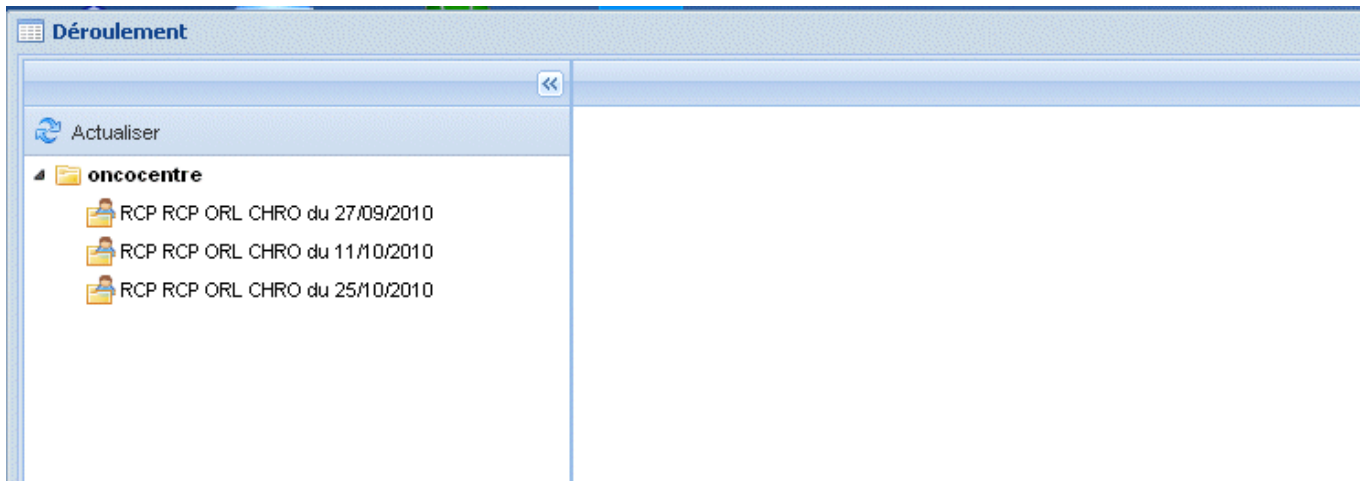 Déroulement
Actualiser
oncocentre
RCP RCP ORL CHRO du 27/09/2010
RCP RCP ORL CHRO du 11/10/2010
RCP RCP ORL CHRO du 25/10/2010